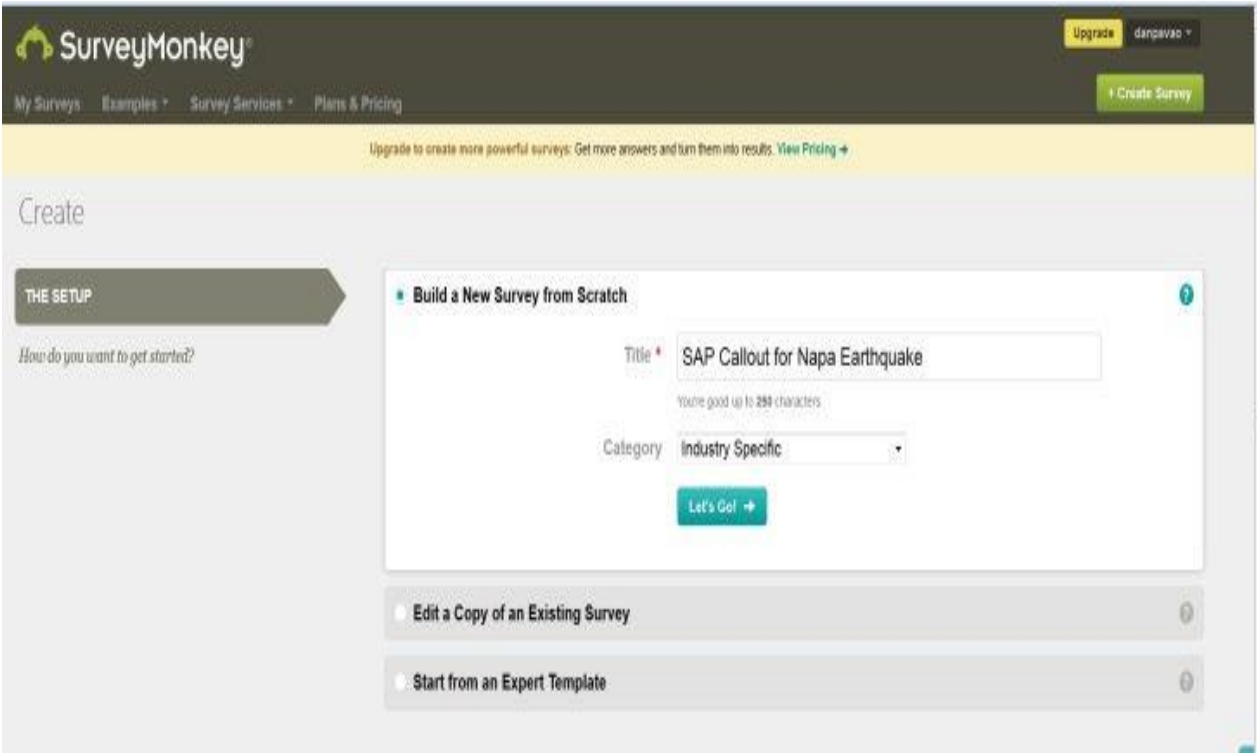 SurveyMonkey®
Upgrade danpavao
My Surveys Examples Survey Services Plans & Pricing
+ Create Survey
Upgrade to create more powerful surveys: Get more answers and turn them into results. View Pricing →
Create
THE SETUP
How do you want to get started?
Build a New Survey from Scratch ?
Title * SAP Callout for Napa Earthquake
You're good up to 250 characters
Category Industry Specific
Let's Go! →
Edit a Copy of an Existing Survey ?
Start from an Expert Template ?